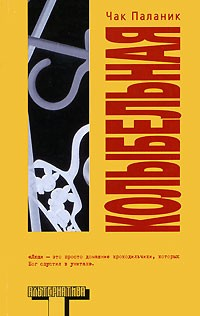 Чак Паланик
КОЛЫБЕЛЬНАЯ
«Люди — это просто домашние крокодильчики, которых
Бог спустил в унитаз».
АЛЬТЕРНАТИВА